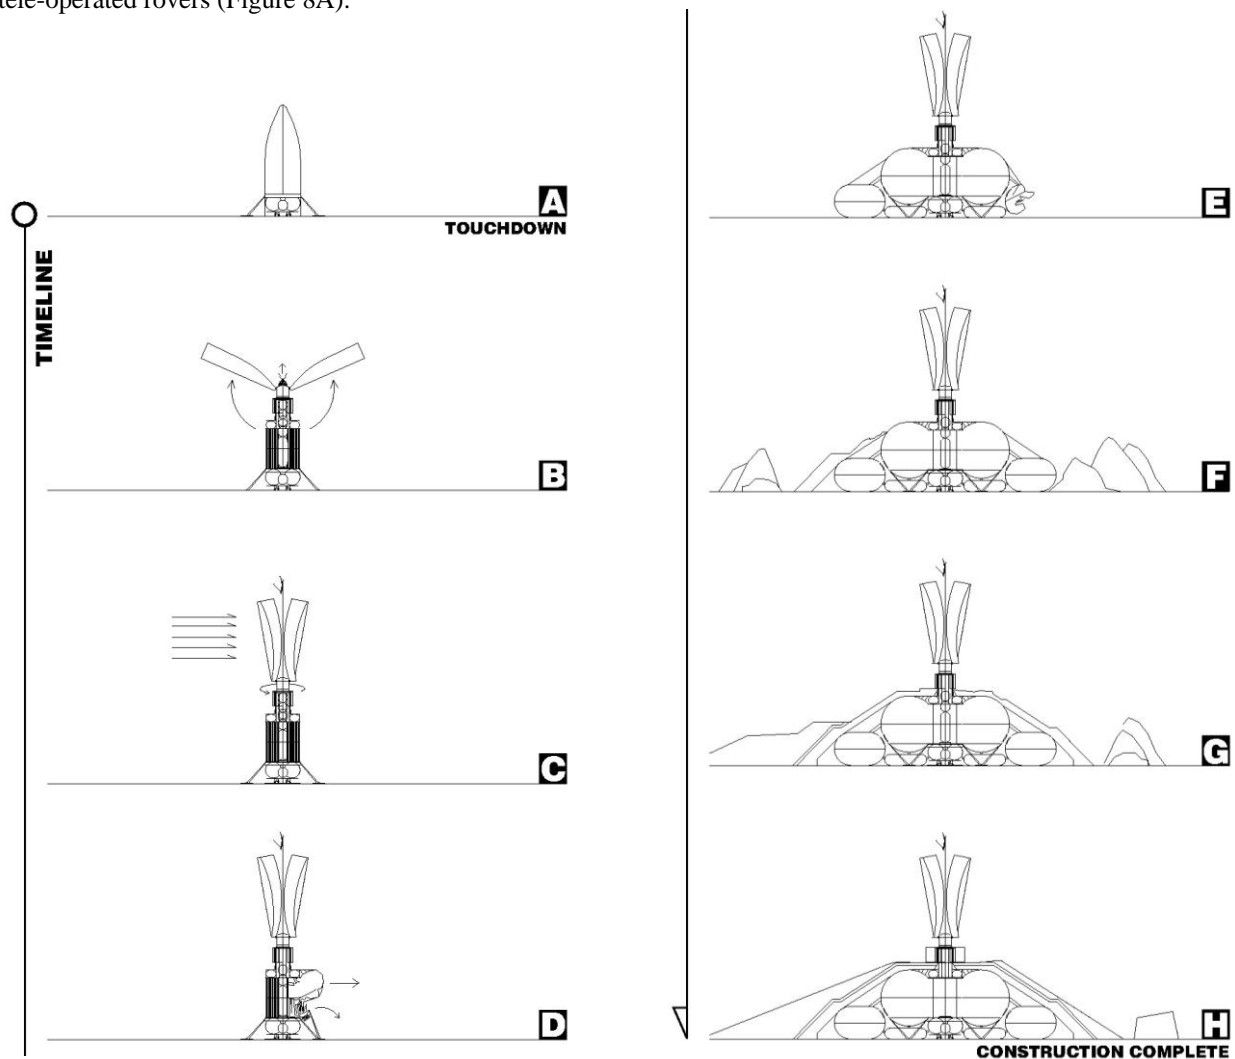 tele-operated rovers (Figure 8A).
A
TOUCHDOWN
TIMELINE
B
C
D
E
F
G
H
CONSTRUCTION COMPLETE